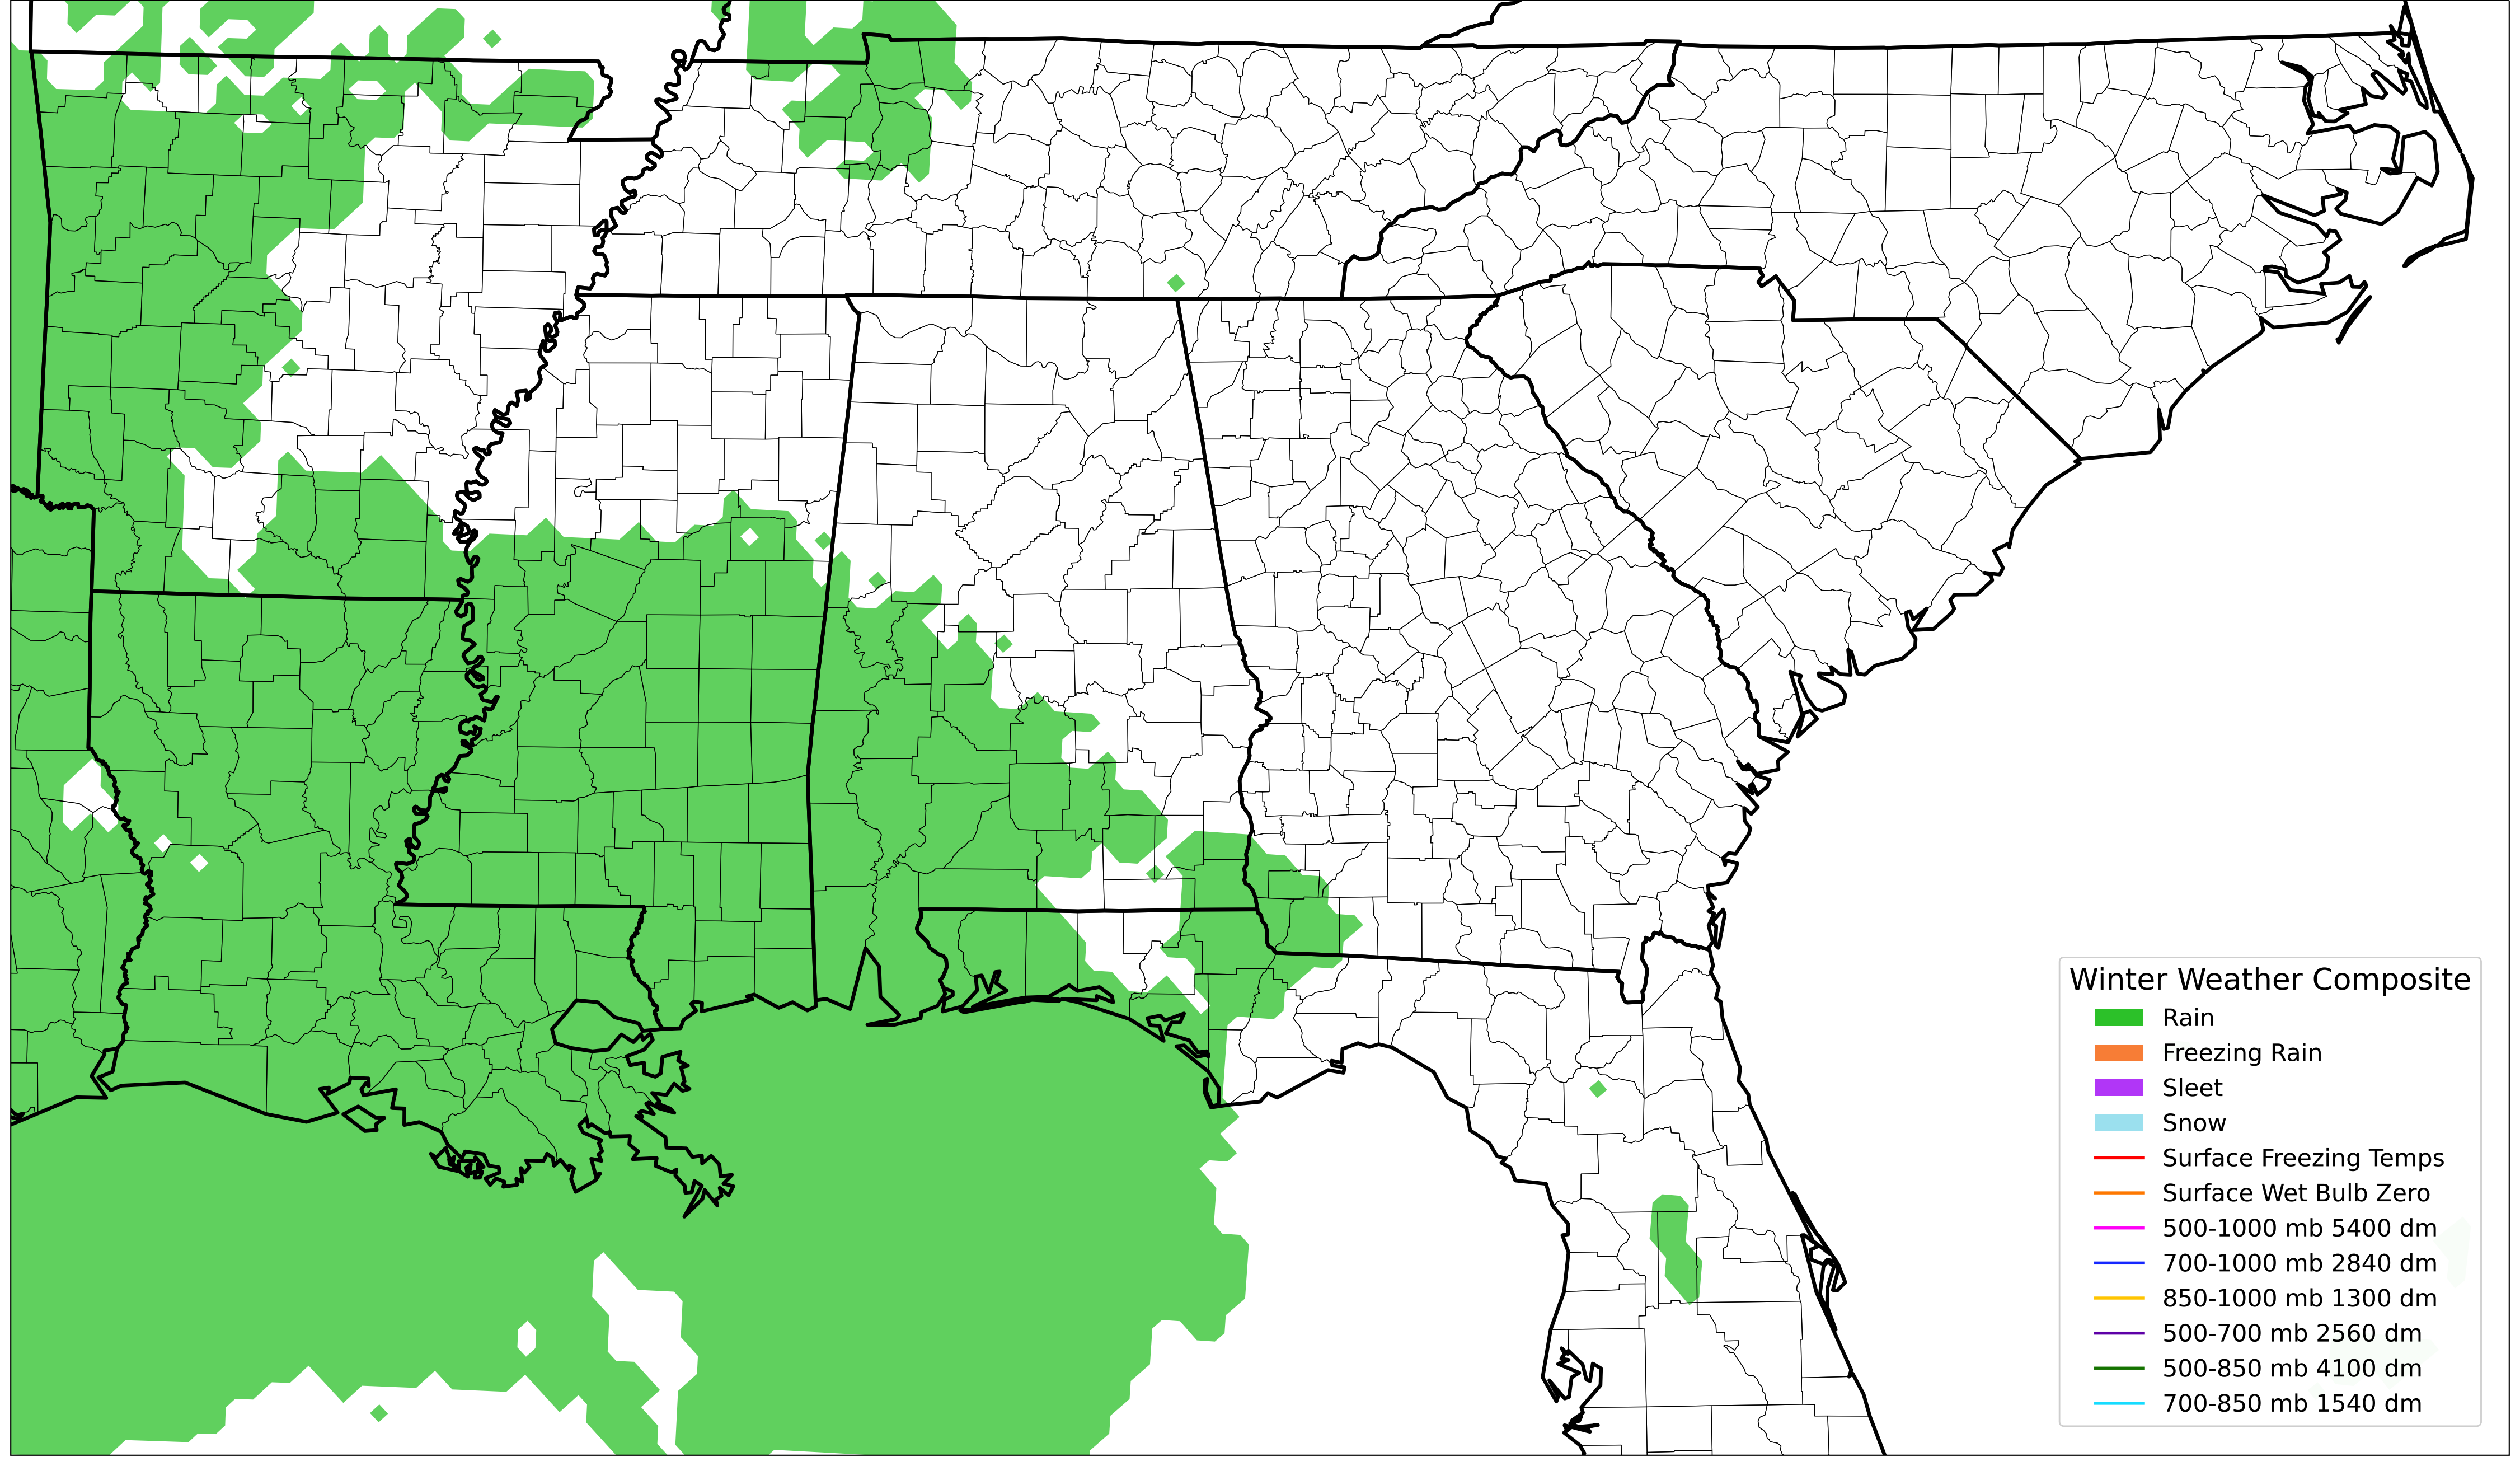 Winter Weather Composite
Rain
Freezing Rain
Sleet
Snow
Surface Freezing Temps
Surface Wet Bulb Zero
500-1000 mb 5400 dm
700-1000 mb 2840 dm
850-1000 mb 1300 dm
500-700 mb 2560 dm
500-850 mb 4100 dm
700-850 mb 1540 dm